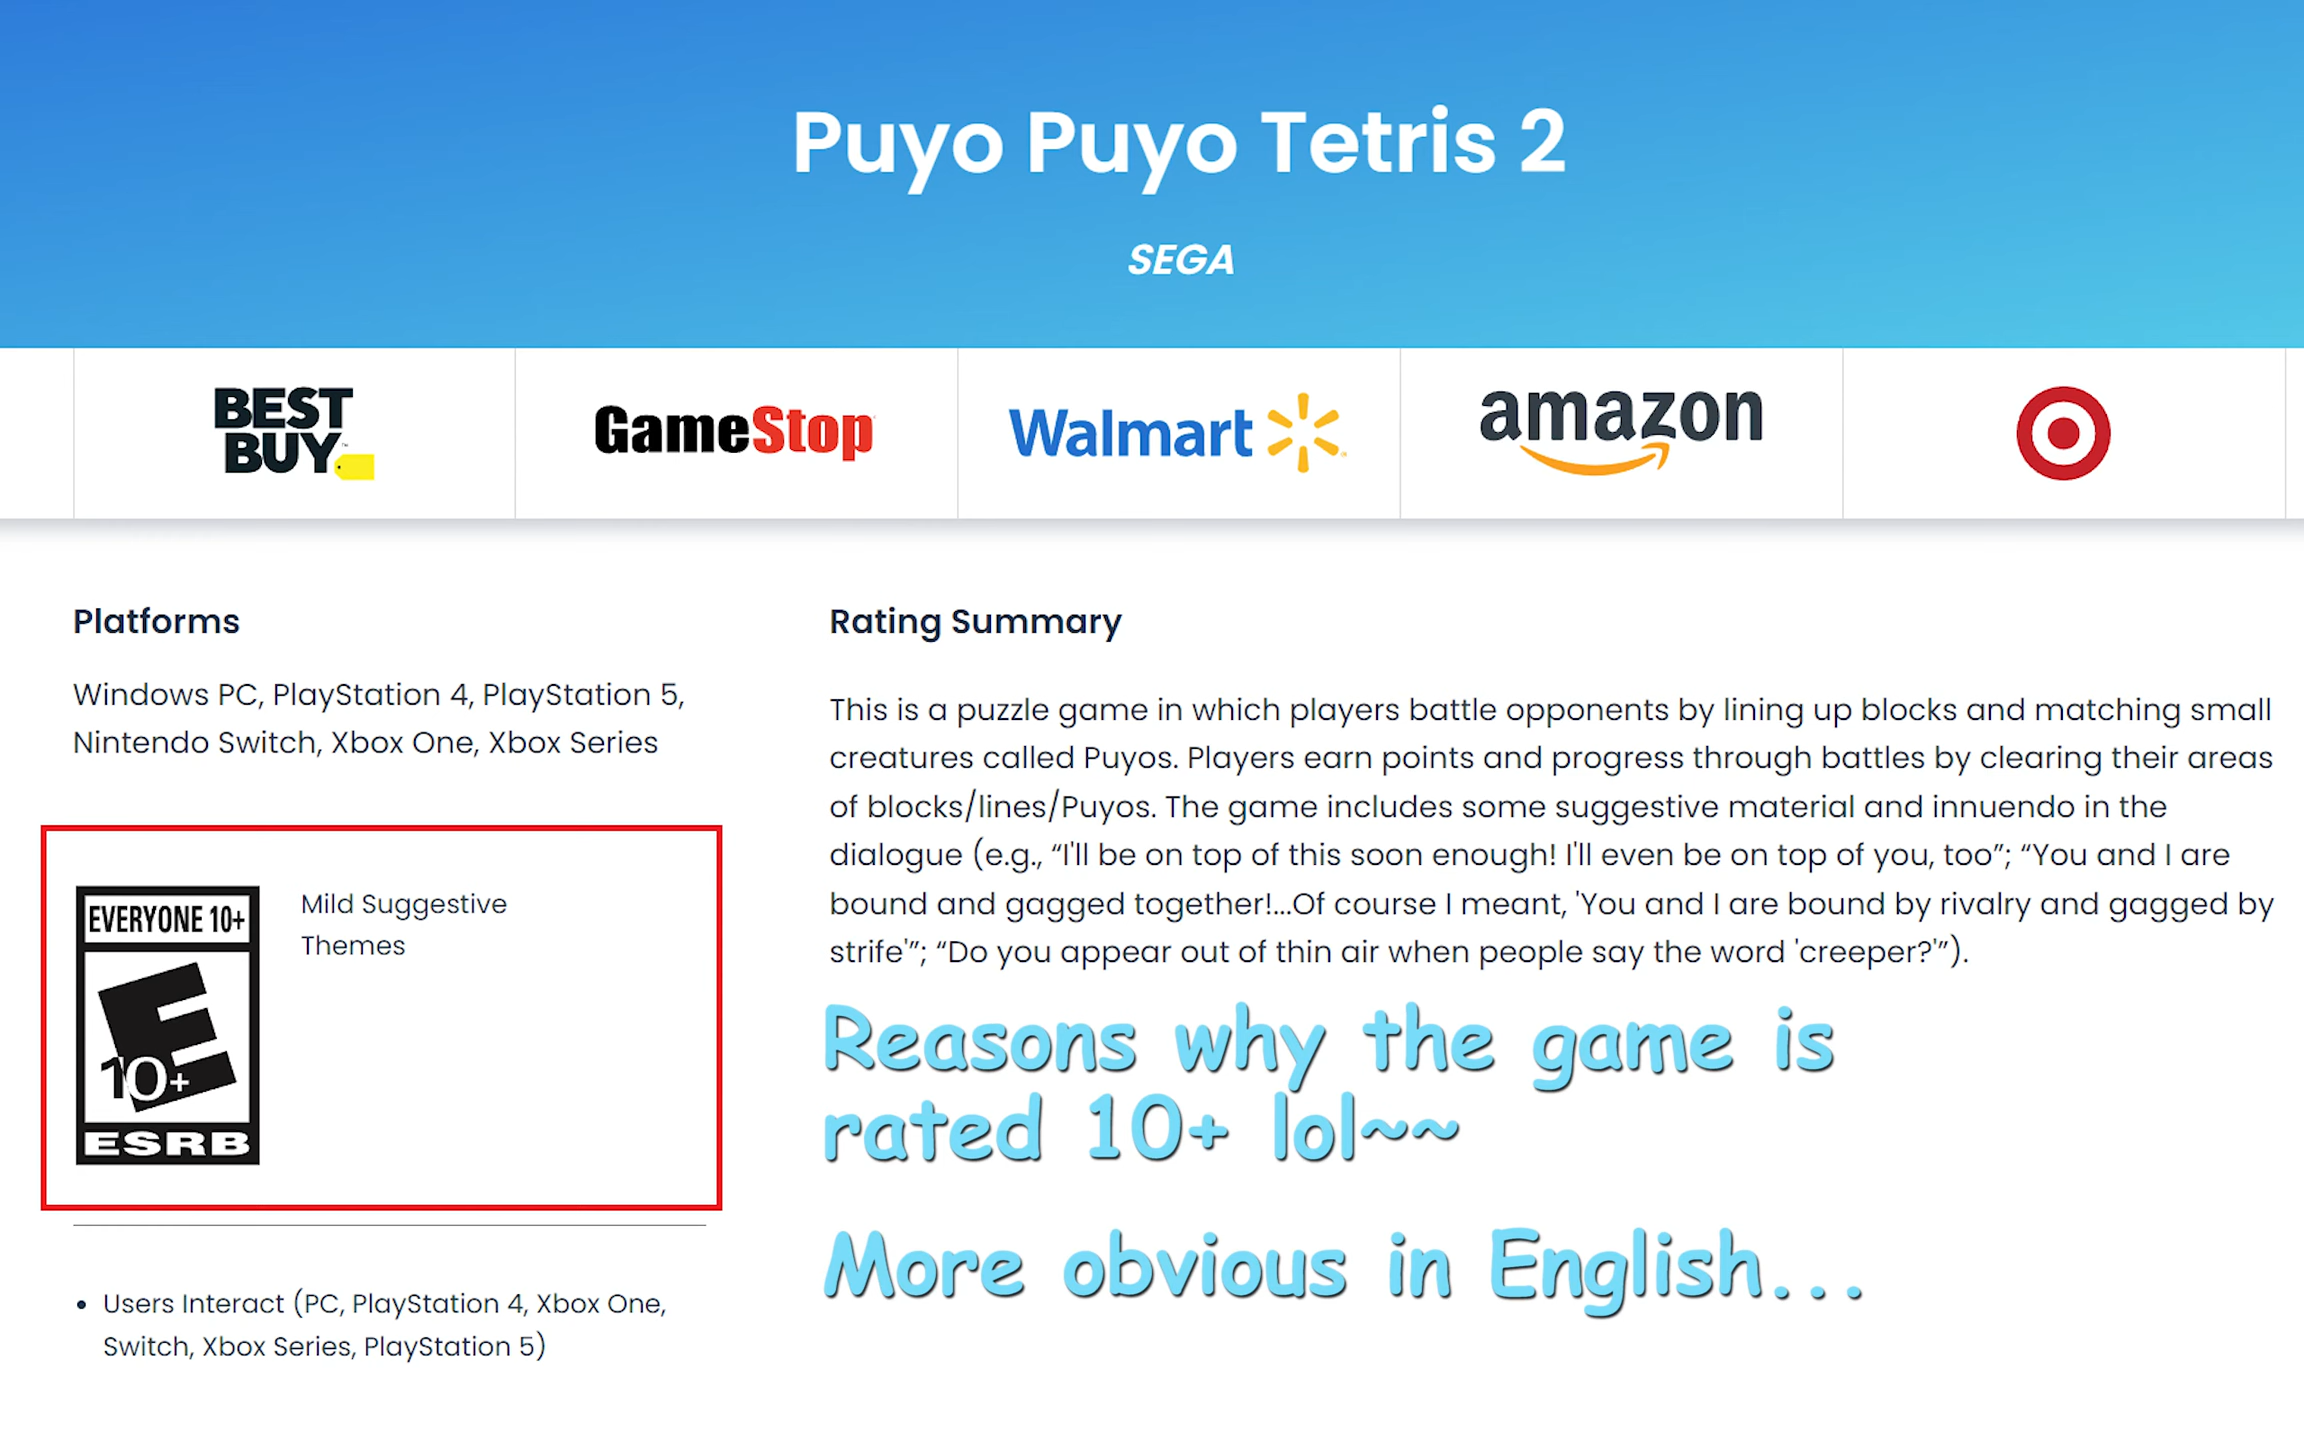 Puyo Puyo Tetris 2
SEGA
BEST
BUY
GameStop
Walmart
amazon
Platforms
Windows PC, PlayStation 4, PlayStation 5,
Nintendo Switch, Xbox One, Xbox Series
EVERYONE 10+
E
10+
ESRB
Mild Suggestive
Themes
Users Interact (PC, PlayStation 4, Xbox One,
Switch, Xbox Series, PlayStation 5)
Rating Summary
This is a puzzle game in which players battle opponents by lining up blocks and matching small
creatures called Puyos. Players earn points and progress through battles by clearing their areas
of blocks/lines/Puyos. The game includes some suggestive material and innuendo in the
dialogue (e.g., “I'll be on top of this soon enough! I'll even be on top of you, too”; “You and I are
bound and gagged together!...Of course I meant, 'You and I are bound by rivalry and gagged by
strife'”; “Do you appear out of thin air when people say the word 'creeper?'”).
Reasons why the game is
rated 10+ lol~~
More obvious in English...